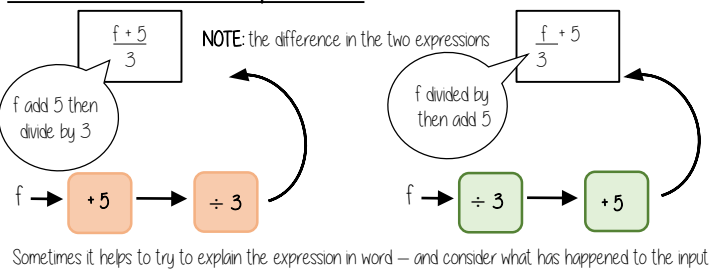 f + 5
3
NOTE: the difference in the two expressions
f + 5
3
f add 5 then
divide by 3
f divided by
then add 5
f
+ 5
÷ 3
f
÷ 3
+ 5
Sometimes it helps to try to explain the expression in word – and consider what has happened to the input